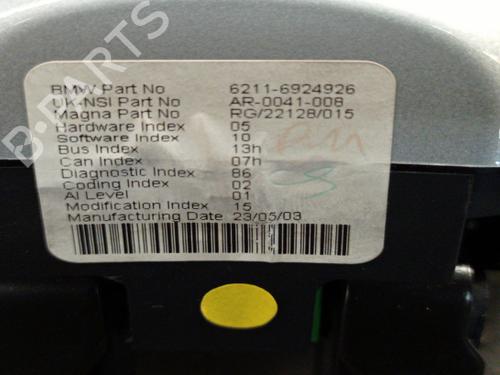 BMW Part No 6211-6924926
UK-NSI Part No AR-0041-008
Magna Part No RG/22128/015
Hardware Index 05
Software Index 10
Bus Index 13h
Can Index 07h
Diagnostic Index 86
Coding Index 02
AI Level 01
Modification Index 15
Manufacturing Date 23/05/03
B-PARTS